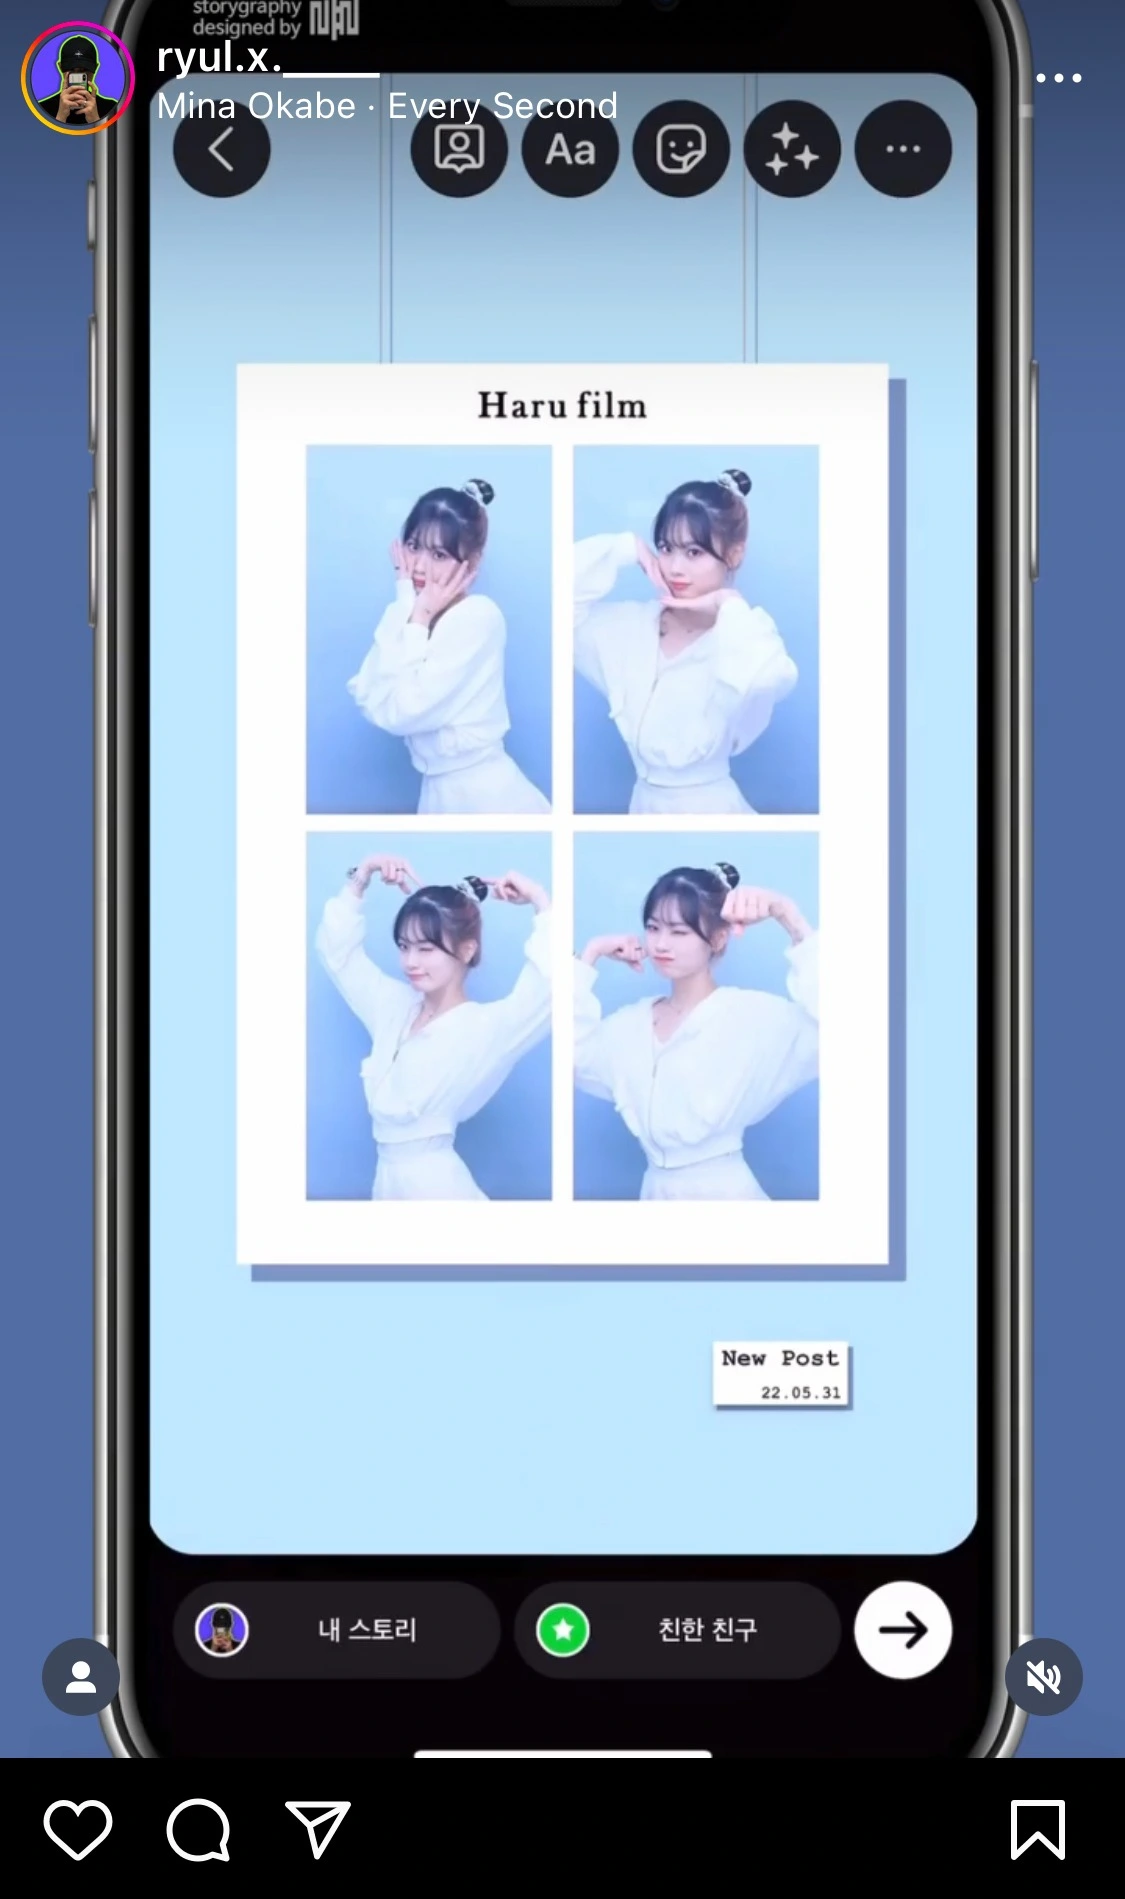 storygraphy
designed by
ryul.x.____
Mina Okabe · Every Second
Aa
Haru film
New Post
22.05.31
내 스토리
친한 친구